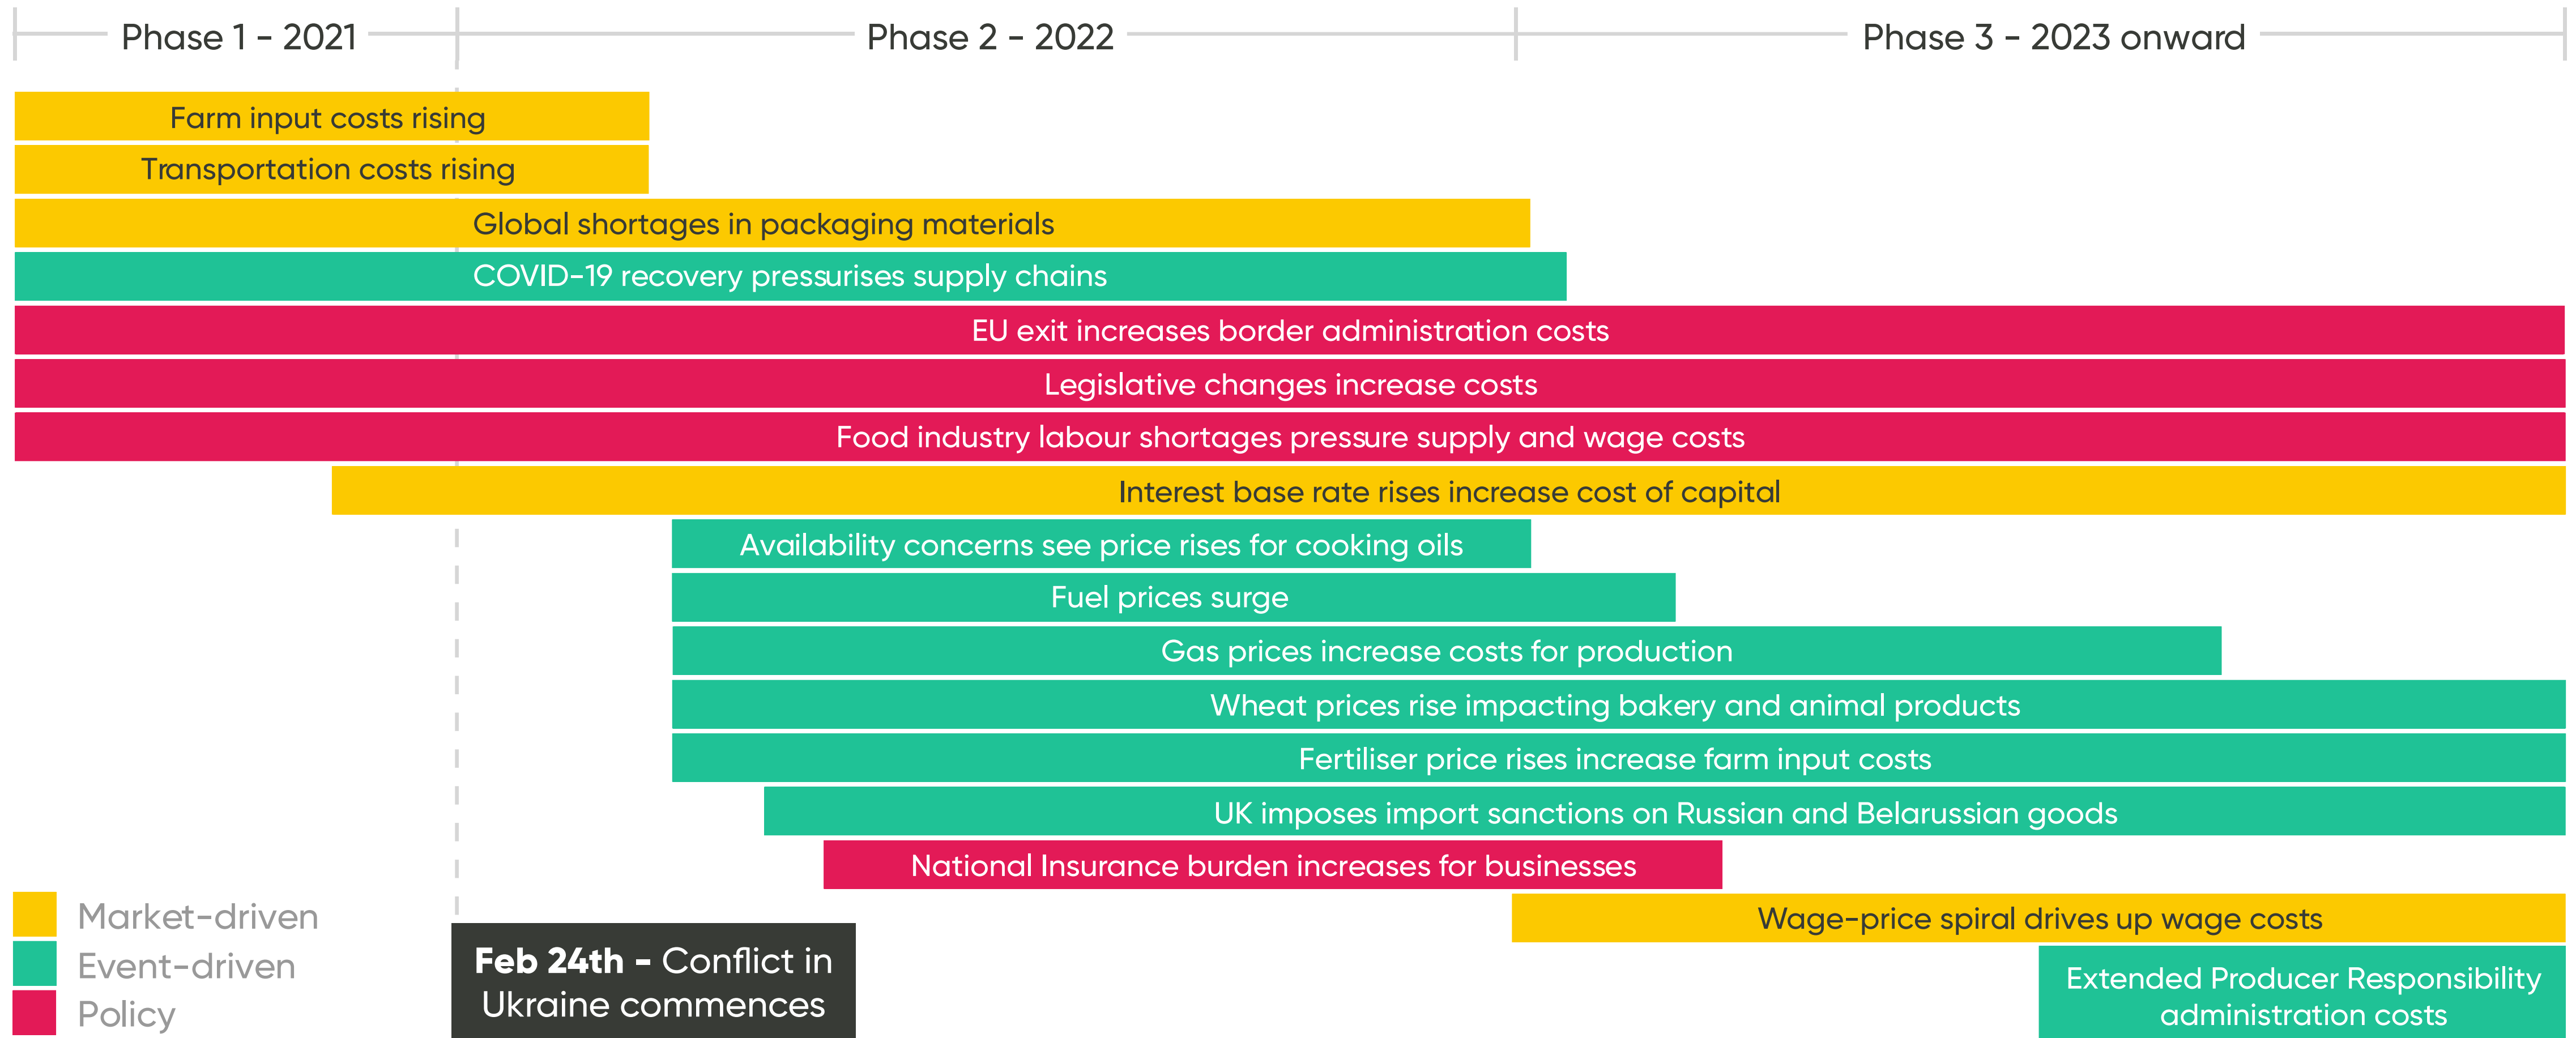 Phase 1 - 2021
Phase 2 - 2022
Phase 3 - 2023 onward
Farm input costs rising
Transportation costs rising
Global shortages in packaging materials
COVID-19 recovery pressurises supply chains
EU exit increases border administration costs
Legislative changes increase costs
Food industry labour shortages pressure supply and wage costs
Interest base rate rises increase cost of capital
Availability concerns see price rises for cooking oils
Fuel prices surge
Gas prices increase costs for production
Wheat prices rise impacting bakery and animal products
Fertiliser price rises increase farm input costs
UK imposes import sanctions on Russian and Belarussian goods
National Insurance burden increases for businesses
Wage-price spiral drives up wage costs
Extended Producer Responsibility
administration costs
Market-driven
Event-driven
Policy
Feb 24th - Conflict in
Ukraine commences